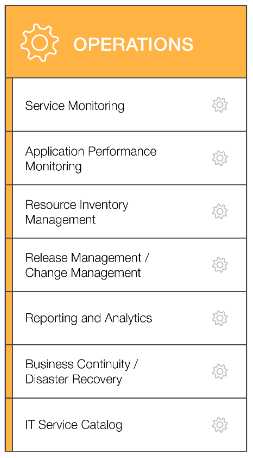 OPERATIONS
Service Monitoring
Application Performance
Monitoring
Resource Inventory
Management
Release Management /
Change Management
Reporting and Analytics
Business Continuity /
Disaster Recovery
IT Service Catalog